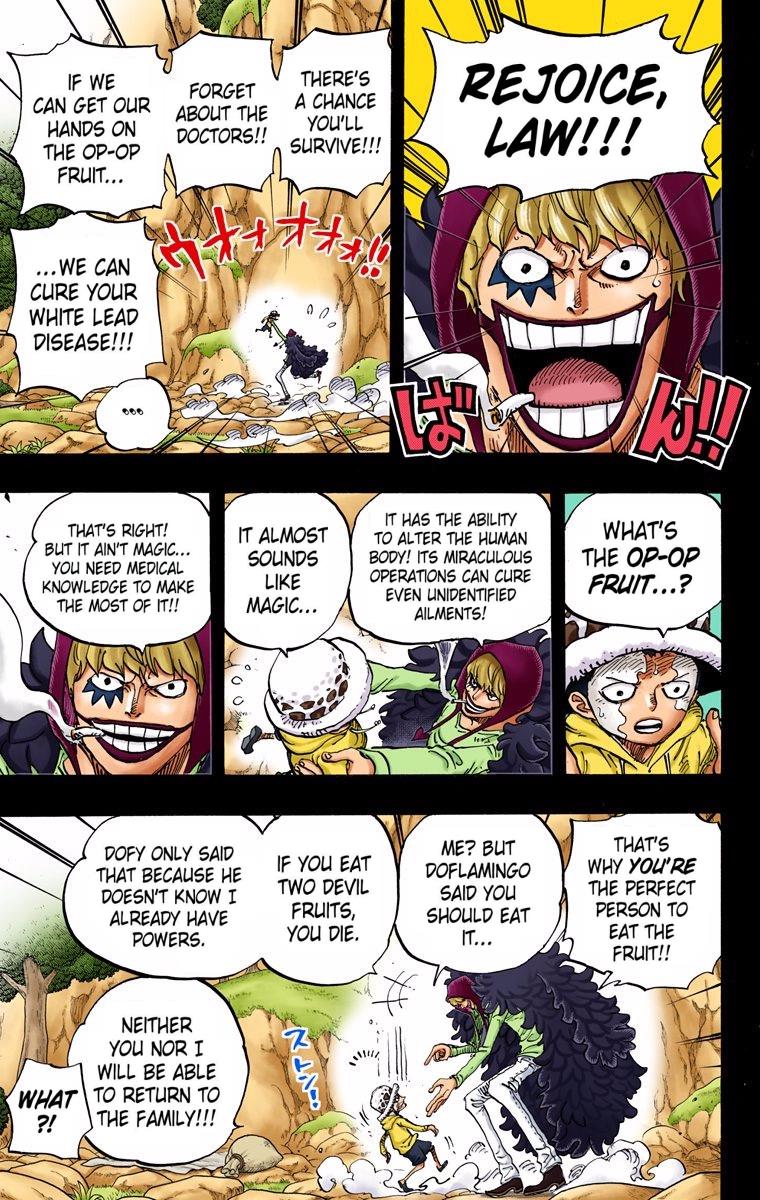 REJOICE,
LAW!!!
ばん!!
THERE'S
A CHANCE
YOU'LL
SURVIVE!!!
FORGET
ABOUT THE
DOCTORS!!
IF WE
CAN GET OUR
HANDS ON
THE OP-OP
FRUIT...
ウオォオオォ!!
...WE CAN
CURE YOUR
WHITE LEAD
DISEASE!!!
...
WHAT'S
THE OP-OP
FRUIT...?
IT HAS THE ABILITY
TO ALTER THE HUMAN
BODY! ITS MIRACULOUS
OPERATIONS CAN CURE
EVEN UNIDENTIFIED
AILMENTS!
IT ALMOST
SOUNDS
LIKE
MAGIC...
THAT'S RIGHT!
BUT IT AIN'T MAGIC...
YOU NEED MEDICAL
KNOWLEDGE TO MAKE
THE MOST OF IT!!
THAT'S
WHY YOU'RE
THE PERFECT
PERSON TO
EAT THE
FRUIT!!
ME? BUT
DOFLAMINGO
SAID YOU
SHOULD EAT
IT...
IF YOU EAT
TWO DEVIL
FRUITS,
YOU DIE.
DOFY ONLY SAID
THAT BECAUSE HE
DOESN'T KNOW I
ALREADY HAVE
POWERS.
ストン!
NEITHER
YOU NOR I
WILL BE ABLE
TO RETURN TO
THE FAMILY!!!
WHAT
?!